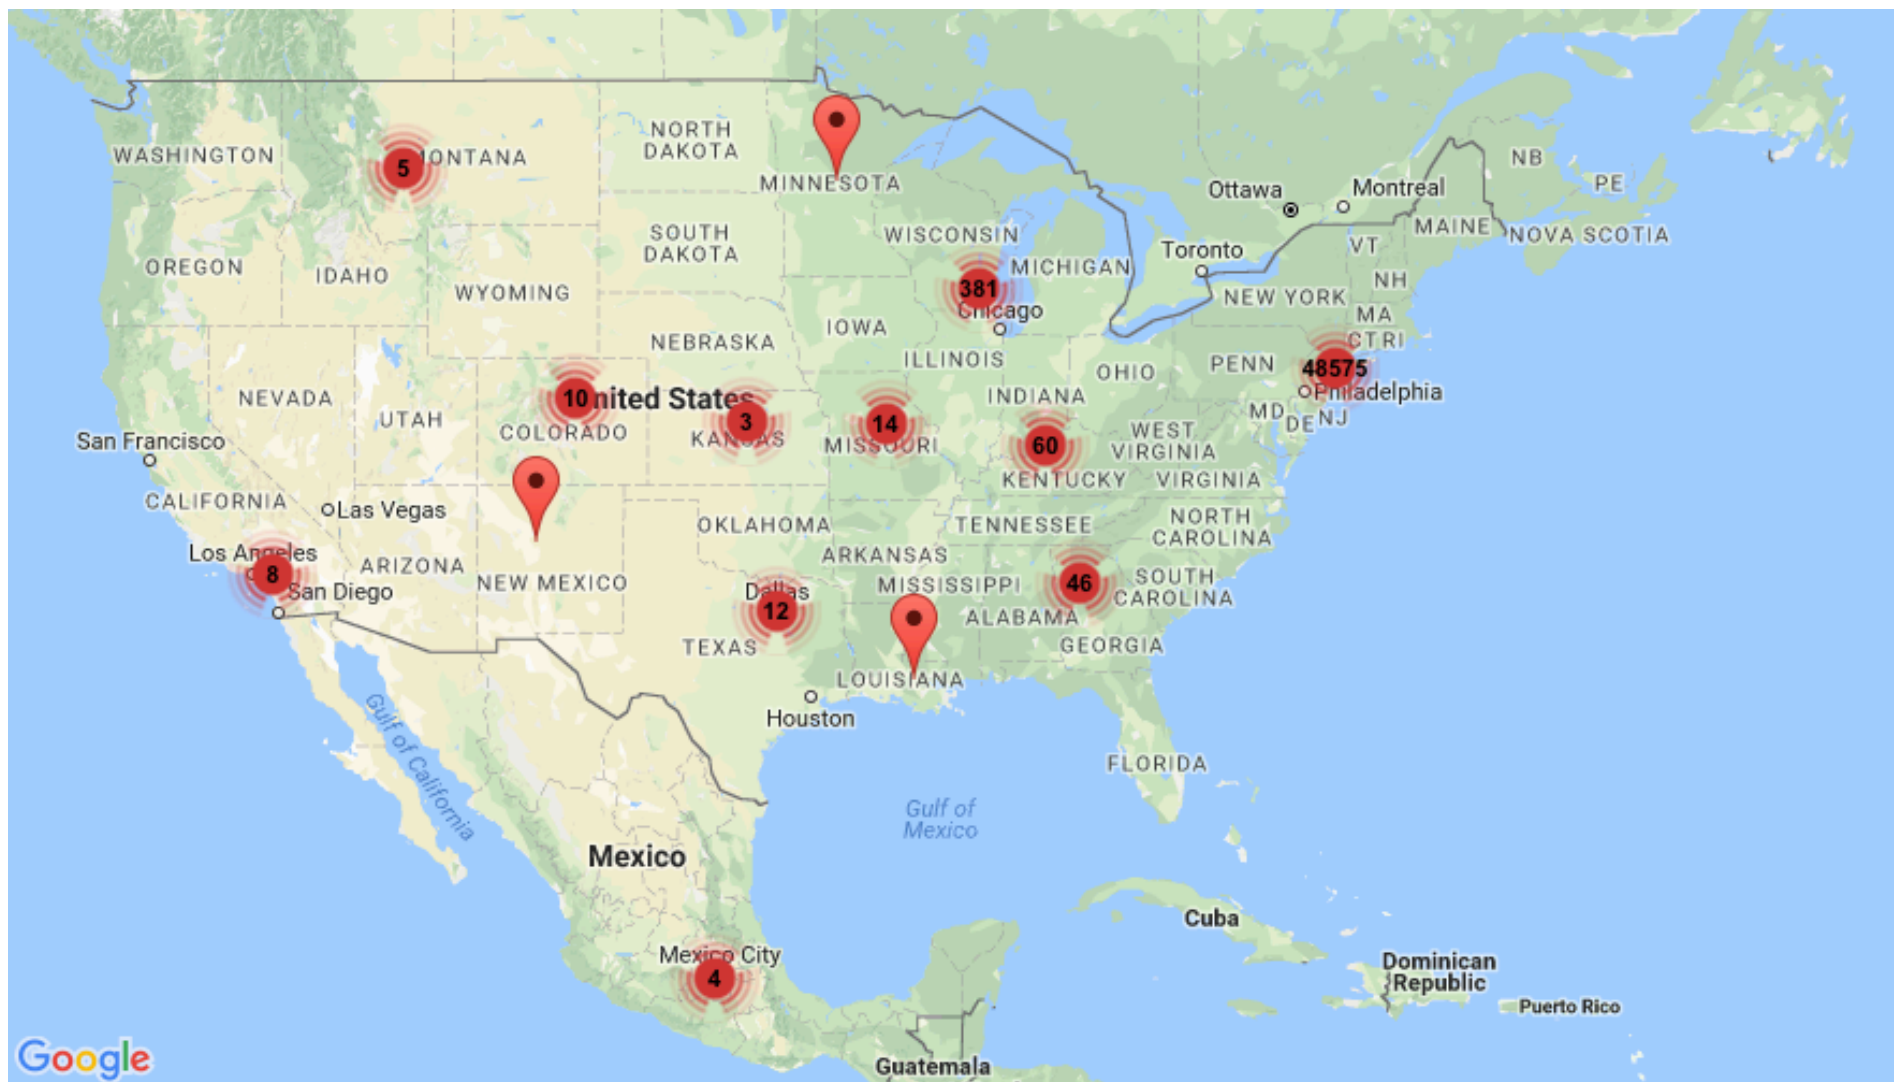 NORTH
DAKOTA
WASHINGTON
5
MONTANA
MINNESOTA
NB
PE
Ottawa
Montreal
MAINE
NOVA SCOTIA
VT
SOUTH
DAKOTA
WISCONSIN
Toronto
MICHIGAN
OREGON
IDAHO
WYOMING
NH
381
NEW YORK
Chicago
MA
IOWA
CT RI
NEBRASKA
ILLINOIS
PENN
48575
OHIO
Philadelphia
NEVADA
10
United States
INDIANA
UTAH
3
14
MD
DE
NJ
COLORADO
KANSAS
MISSOURI
60
WEST
VIRGINIA
San Francisco
KENTUCKY
VIRGINIA
CALIFORNIA
Las Vegas
OKLAHOMA
TENNESSEE
NORTH
CAROLINA
Los Angeles
ARIZONA
ARKANSAS
8
NEW MEXICO
MISSISSIPPI
46
SOUTH
CAROLINA
San Diego
Dallas
12
ALABAMA
TEXAS
GEORGIA
LOUISIANA
Houston
Gulf of California
FLORIDA
Gulf of
Mexico
Mexico
Cuba
Mexico City
4
Dominican
Republic
Puerto Rico
Google
Guatemala